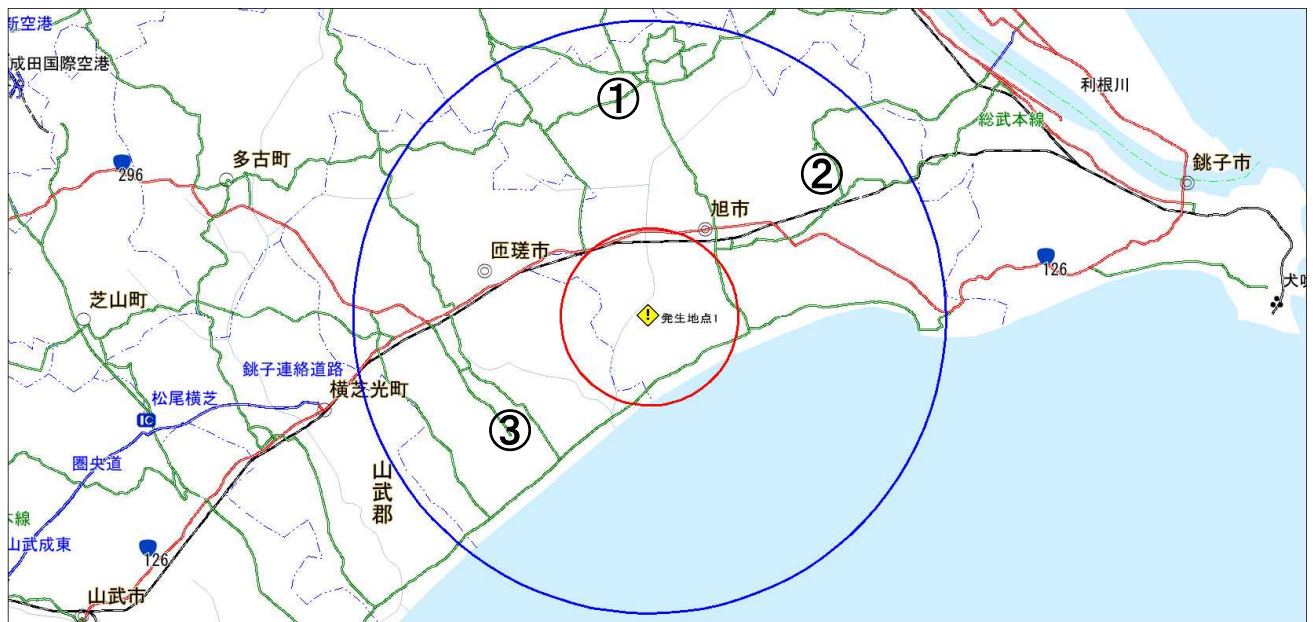 新空港
成田国際空港
①
利根川
総武本線
多古町
296
②
銚子市
旭市
匝瑳市
126
犬吠
芝山町
発生地点1
銚子連絡道路
松尾横芝
横芝光町
IC
③
圏央道
山武郡
本線
山武成東
126
山武市